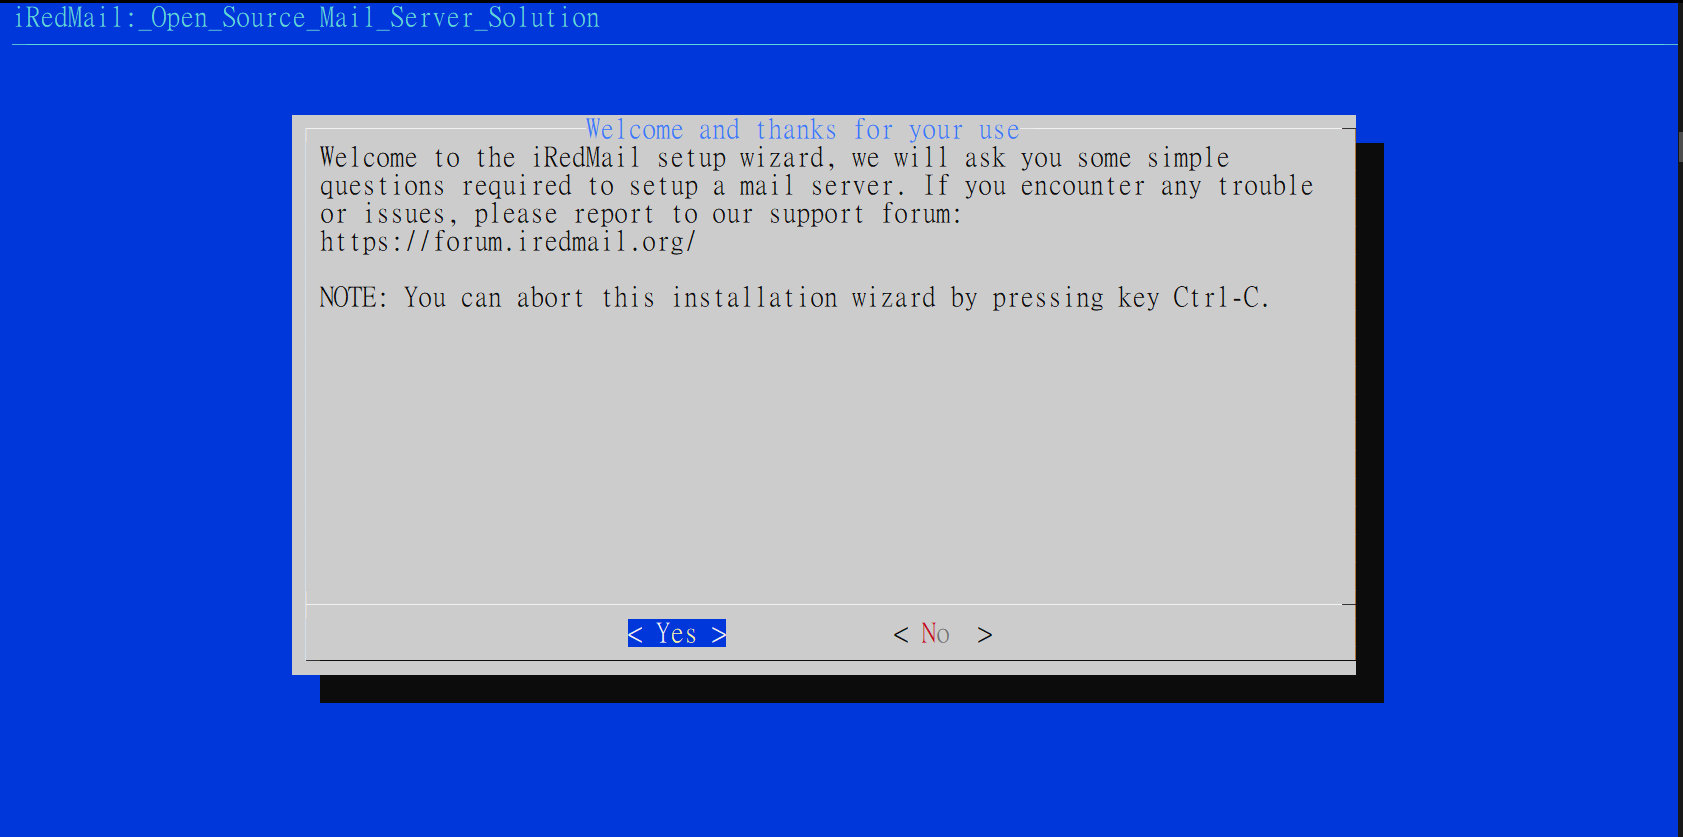 iRedMail:_Open_Source_Mail_Server_Solution
Welcome and thanks for your use
Welcome to the iRedMail setup wizard, we will ask you some simple
questions required to setup a mail server. If you encounter any trouble
or issues, please report to our support forum:
https://forum.iredmail.org/
NOTE: You can abort this installation wizard by pressing key Ctrl-C.
< Yes > < No >